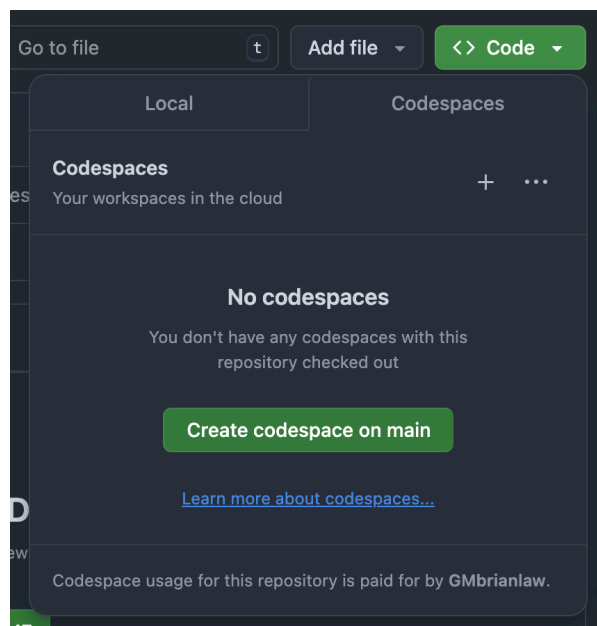 Go to file
t
Add file
Code
Local
Codespaces
es
Codespaces
Your workspaces in the cloud
No codespaces
You don't have any codespaces with this
repository checked out
Create codespace on main
Learn more about codespaces...
D
ew
Codespace usage for this repository is paid for by GMbrianlaw.